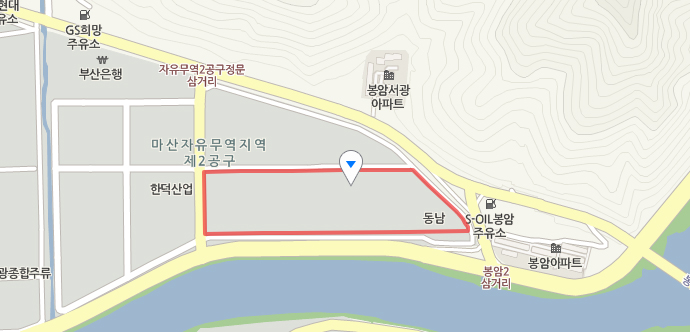 현대
유소
GS희망
주유소
부산은행
자유무역2공구정문
삼거리
봉암서광
아파트
마산자유무역지역
제2공구
한덕산업
동남
S-OIL봉암
주유소
봉암아파트
봉암2
삼거리
광종합주류